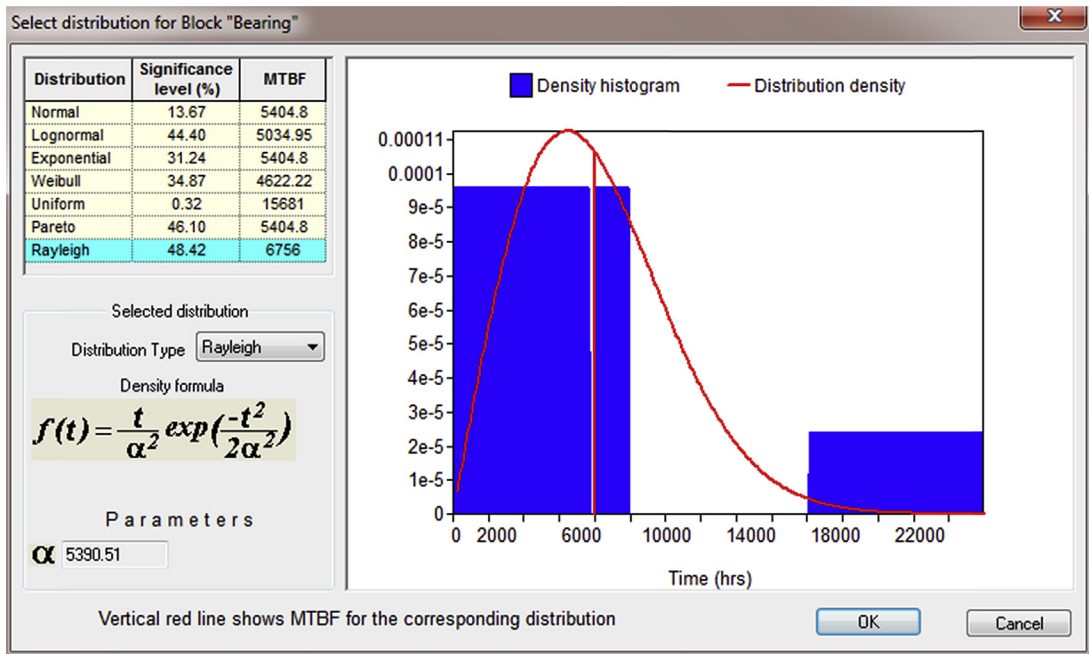 Select distribution for Block "Bearing"
X
Distribution Significance level (%) MTBF
Normal 13.67 5404.8
Lognormal 44.40 5034.95
Exponential 31.24 5404.8
Weibull 34.87 4622.22
Uniform 0.32 15681
Pareto 46.10 5404.8
Rayleigh 48.42 6756
Selected distribution
Distribution Type Rayleigh
Density formula
f(t) = t/α² exp(-t²/2α²)
Parameters
α 5390.51
Density histogram
Distribution density
0.00011
0.0001
9e-5
8e-5
7e-5
6e-5
5e-5
4e-5
3e-5
2e-5
1e-5
0
0 2000 6000 10000 14000 18000 22000
Time (hrs)
Vertical red line shows MTBF for the corresponding distribution
OK
Cancel